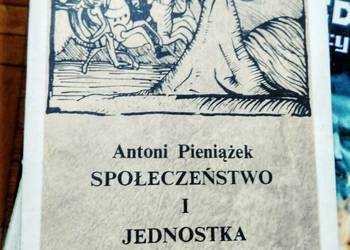 Antoni Pieniążek
SPOŁECZEŃSTWO
I
JEDNOSTKA